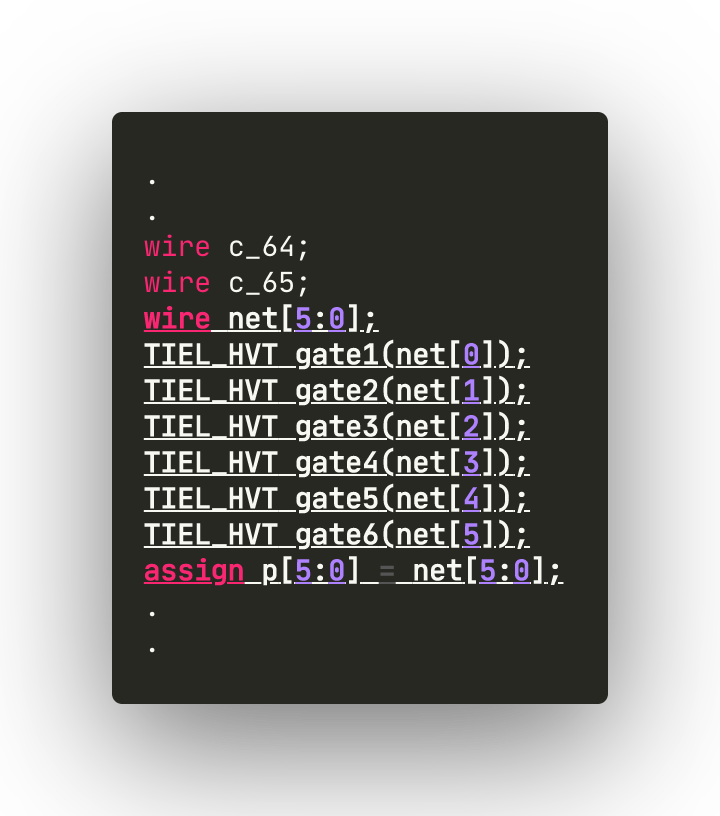 .
.
wire c_64;
wire c_65;
wire net[5:0];
TIEL_HVT gate1(net[0]);
TIEL_HVT gate2(net[1]);
TIEL_HVT gate3(net[2]);
TIEL_HVT gate4(net[3]);
TIEL_HVT gate5(net[4]);
TIEL_HVT gate6(net[5]);
assign p[5:0] = net[5:0];
.
.